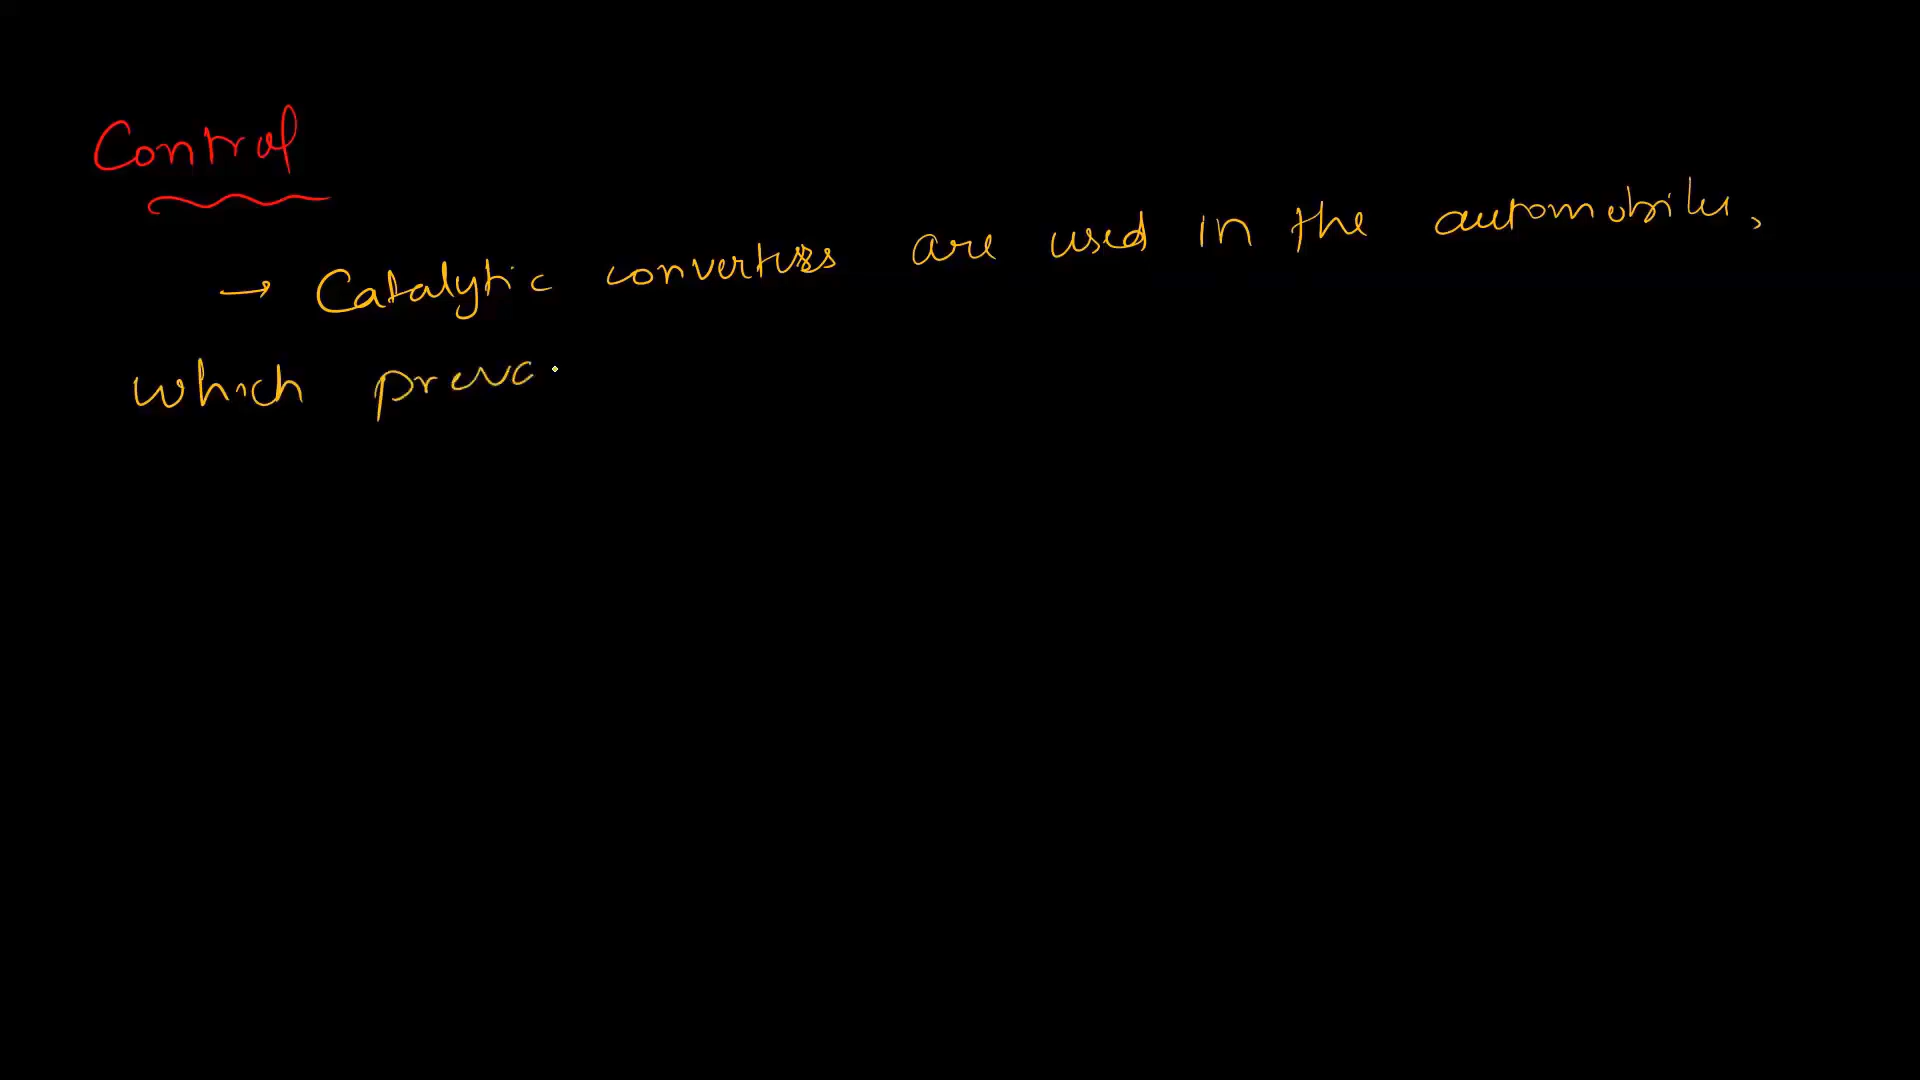 Control
→ Catalytic converters are used in the automobiles,
which preve